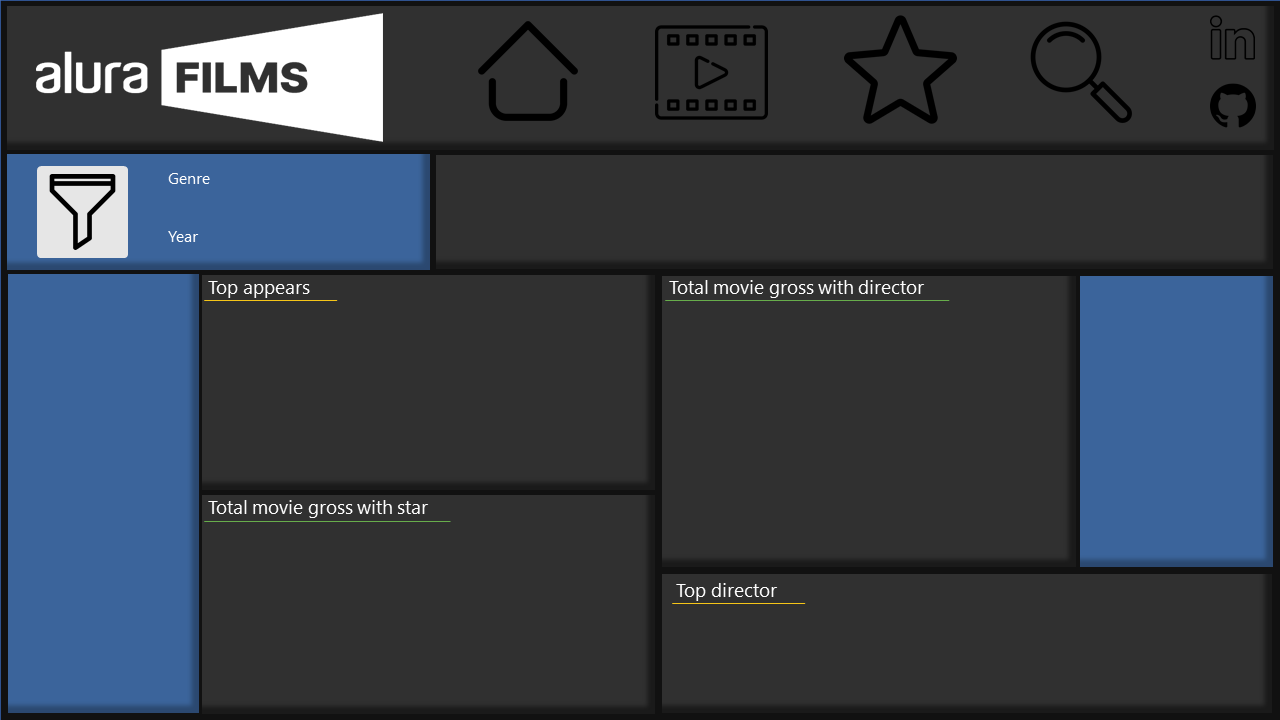 alura FILMS
in
Genre
Year
Top appears
Total movie gross with director
Total movie gross with star
Top director